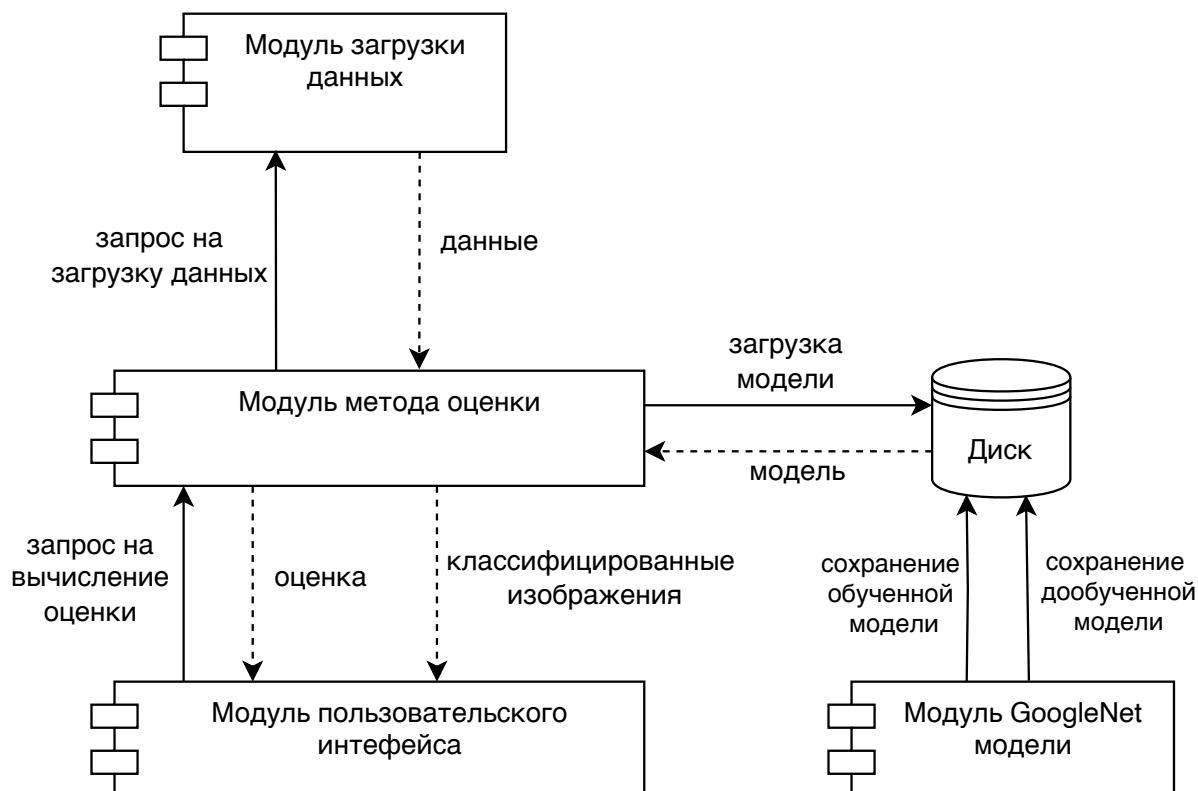 Модуль загрузки
данных
запрос на
загрузку данных
данные
Модуль метода оценки
загрузка
модели
Диск
модель
запрос на
вычисление
оценки
оценка
классифицированные
изображения
сохранение
обученной
модели
сохранение
дообученной
модели
Модуль пользовательского
интефейса
Модуль GoogleNet
модели